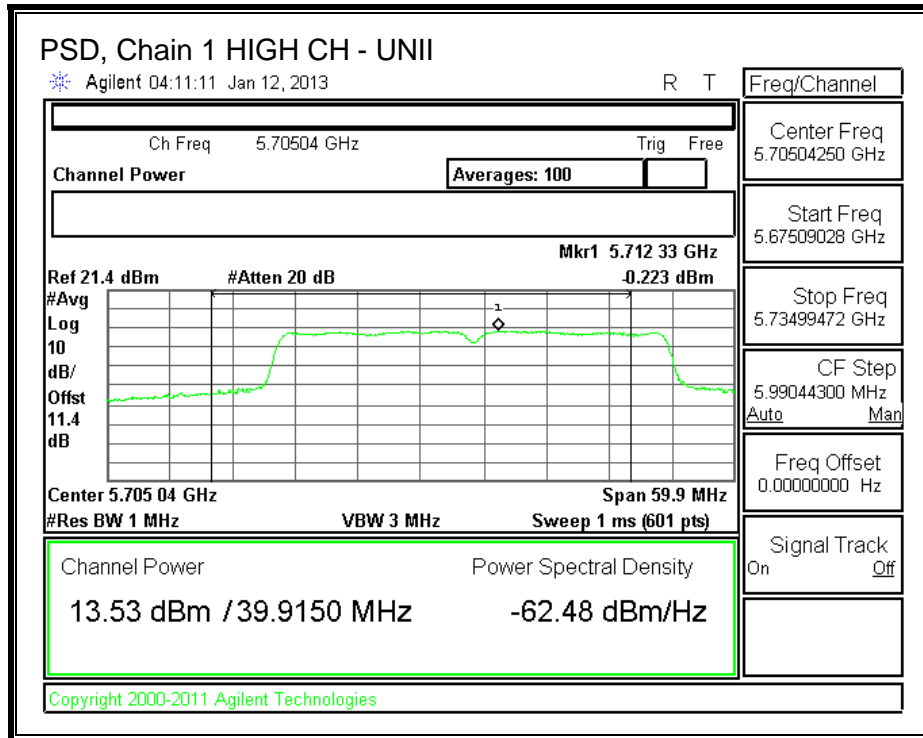 PSD, Chain 1 HIGH CH - UNII
Agilent 04:11:11 Jan 12, 2013 R T
Freq/Channel
Ch Freq 5.70504 GHz Trig Free
Channel Power Averages: 100
Mkr1 5.712 33 GHz
Ref 21.4 dBm #Atten 20 dB -0.223 dBm
#Avg
Log
10
dB/
Offst
11.4
dB
1
Center 5.705 04 GHz Span 59.9 MHz
#Res BW 1 MHz VBW 3 MHz Sweep 1 ms (601 pts)
Channel Power Power Spectral Density
13.53 dBm / 39.9150 MHz -62.48 dBm/Hz
Copyright 2000-2011 Agilent Technologies
Center Freq
5.70504250 GHz
Start Freq
5.67509028 GHz
Stop Freq
5.73499472 GHz
CF Step
5.99044300 MHz
Auto Man
Freq Offset
0.00000000 Hz
Signal Track
On Off